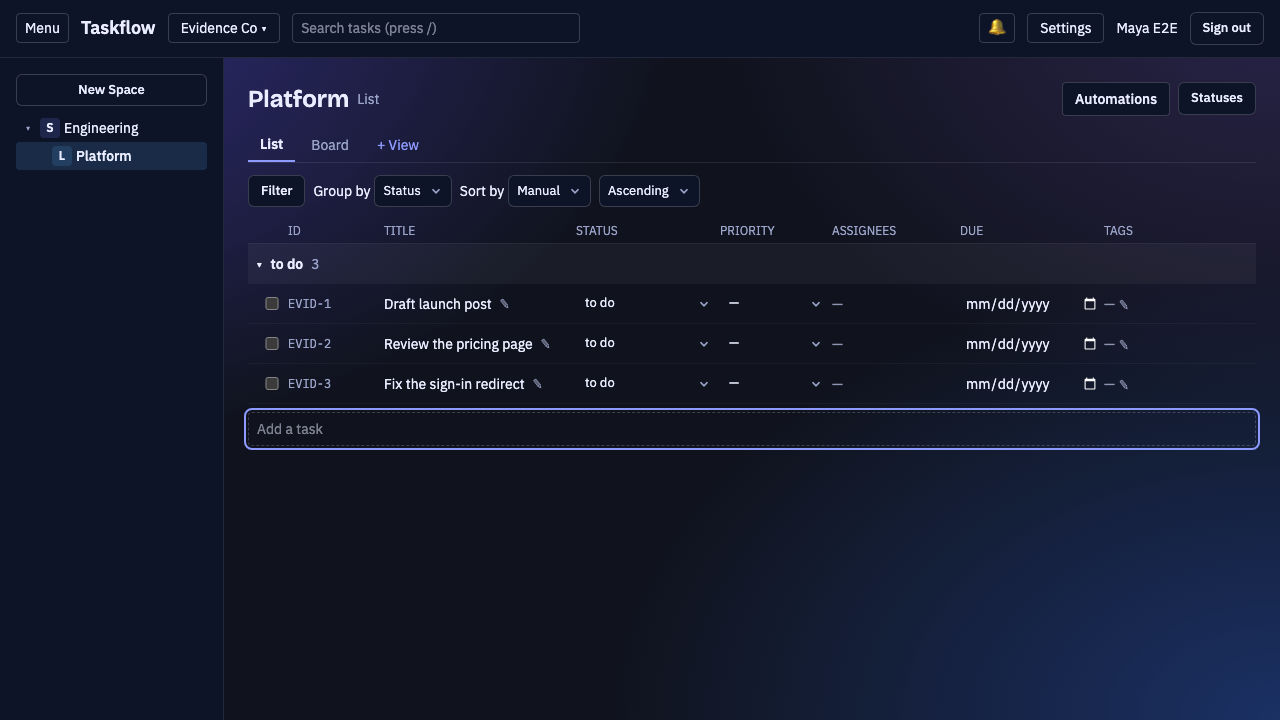 Menu Taskflow Evidence Co ▾ Search tasks (press /) Settings Maya E2E Sign out
New Space
S Engineering
L Platform
Platform List Automations Statuses
List Board + View
Filter Group by Status Sort by Manual Ascending
ID TITLE STATUS PRIORITY ASSIGNEES DUE TAGS
▾ to do 3
EVID-1 Draft launch post ✎ to do — — mm/dd/yyyy — ✎
EVID-2 Review the pricing page ✎ to do — — mm/dd/yyyy — ✎
EVID-3 Fix the sign-in redirect ✎ to do — — mm/dd/yyyy — ✎
Add a task